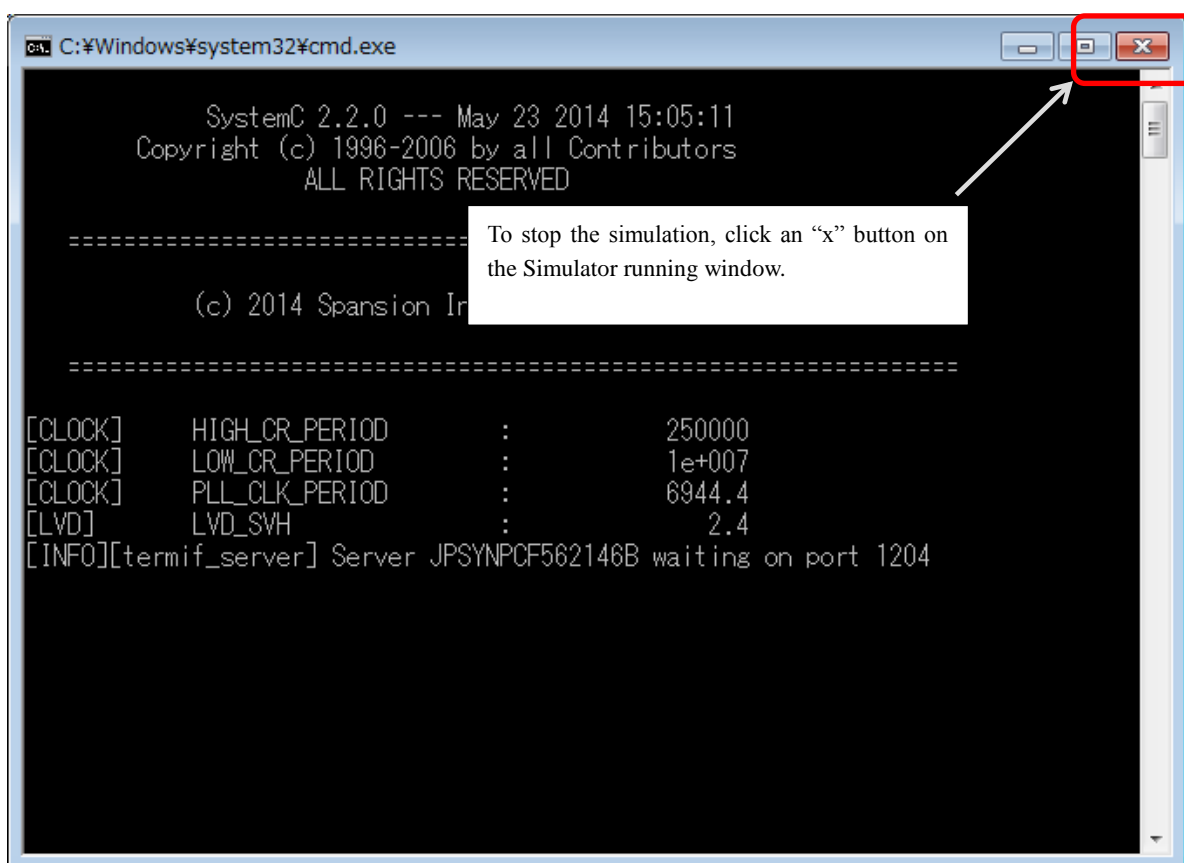 C:¥Windows¥system32¥cmd.exe
SystemC 2.2.0 --- May 23 2014 15:05:11
Copyright (c) 1996-2006 by all Contributors
ALL RIGHTS RESERVED
=============================
To stop the simulation, click an “x” button on
the Simulator running window.
(c) 2014 Spansion
================================================================
[CLOCK] HIGH_CR_PERIOD : 250000
[CLOCK] LOW_CR_PERIOD : 1e+007
[CLOCK] PLL_CLK_PERIOD : 6944.4
[LVD] LVD_SVH : 2.4
[INFO][termif_server] Server JPSYNPCF562146B waiting on port 1204